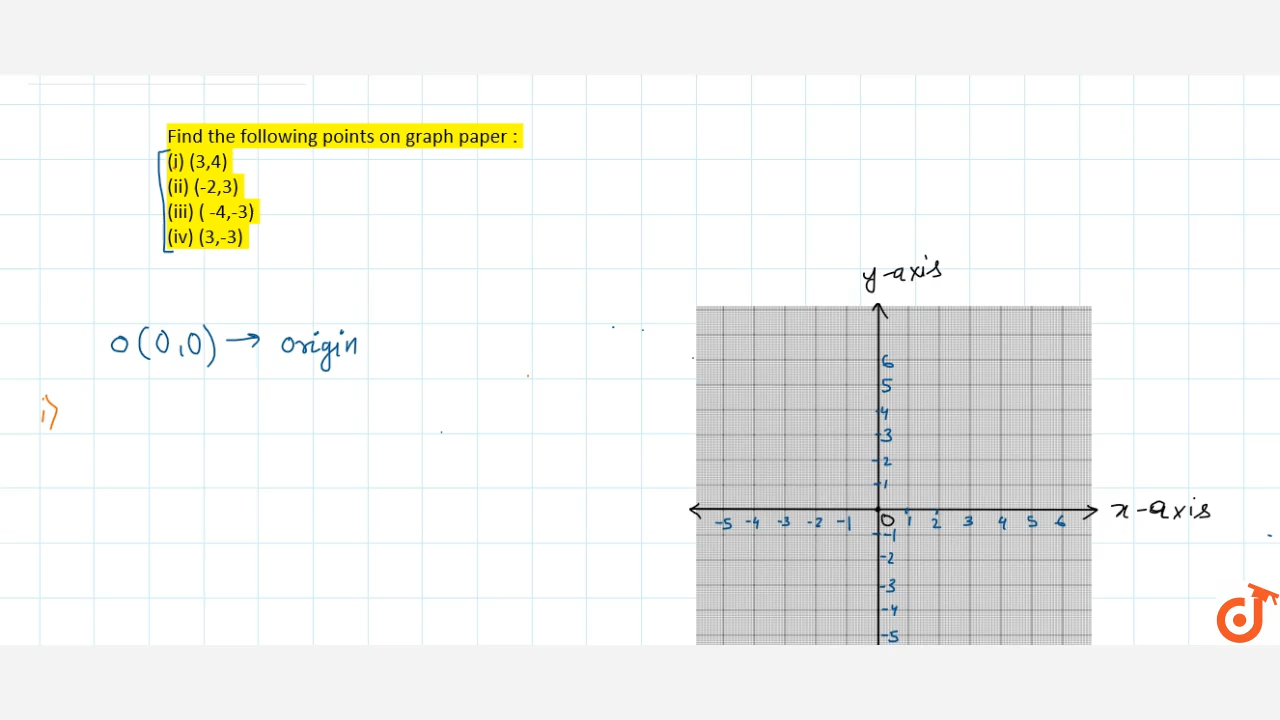 Find the following points on graph paper :
(i) (3,4)
(ii) (-2,3)
(iii) ( -4,-3)
(iv) (3,-3)
O(0,0) → origin
i)
y-axis
6
5
4
3
2
1
-5 -4 -3 -2 -1 0 1 2 3 4 5 6
x-axis
-1
-2
-3
-4
-5